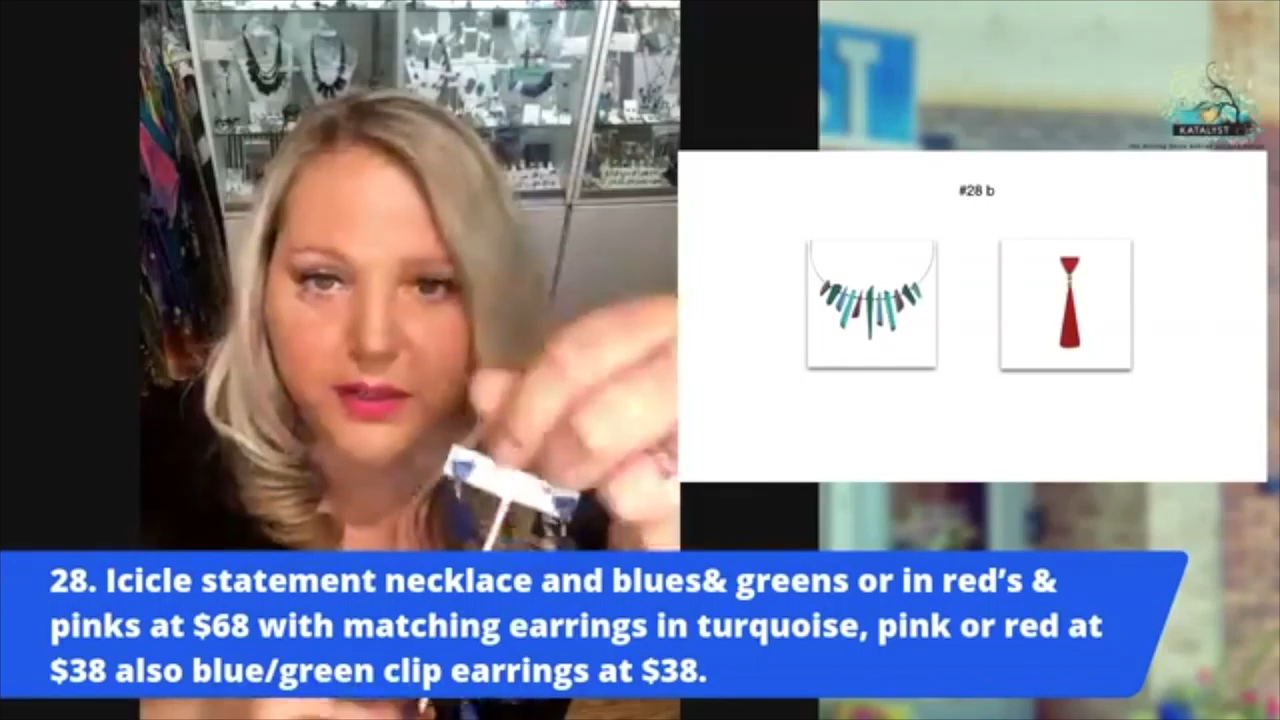 KATALYST
#28 b
28. Icicle statement necklace and blues& greens or in red’s &
pinks at $68 with matching earrings in turquoise, pink or red at
$38 also blue/green clip earrings at $38.